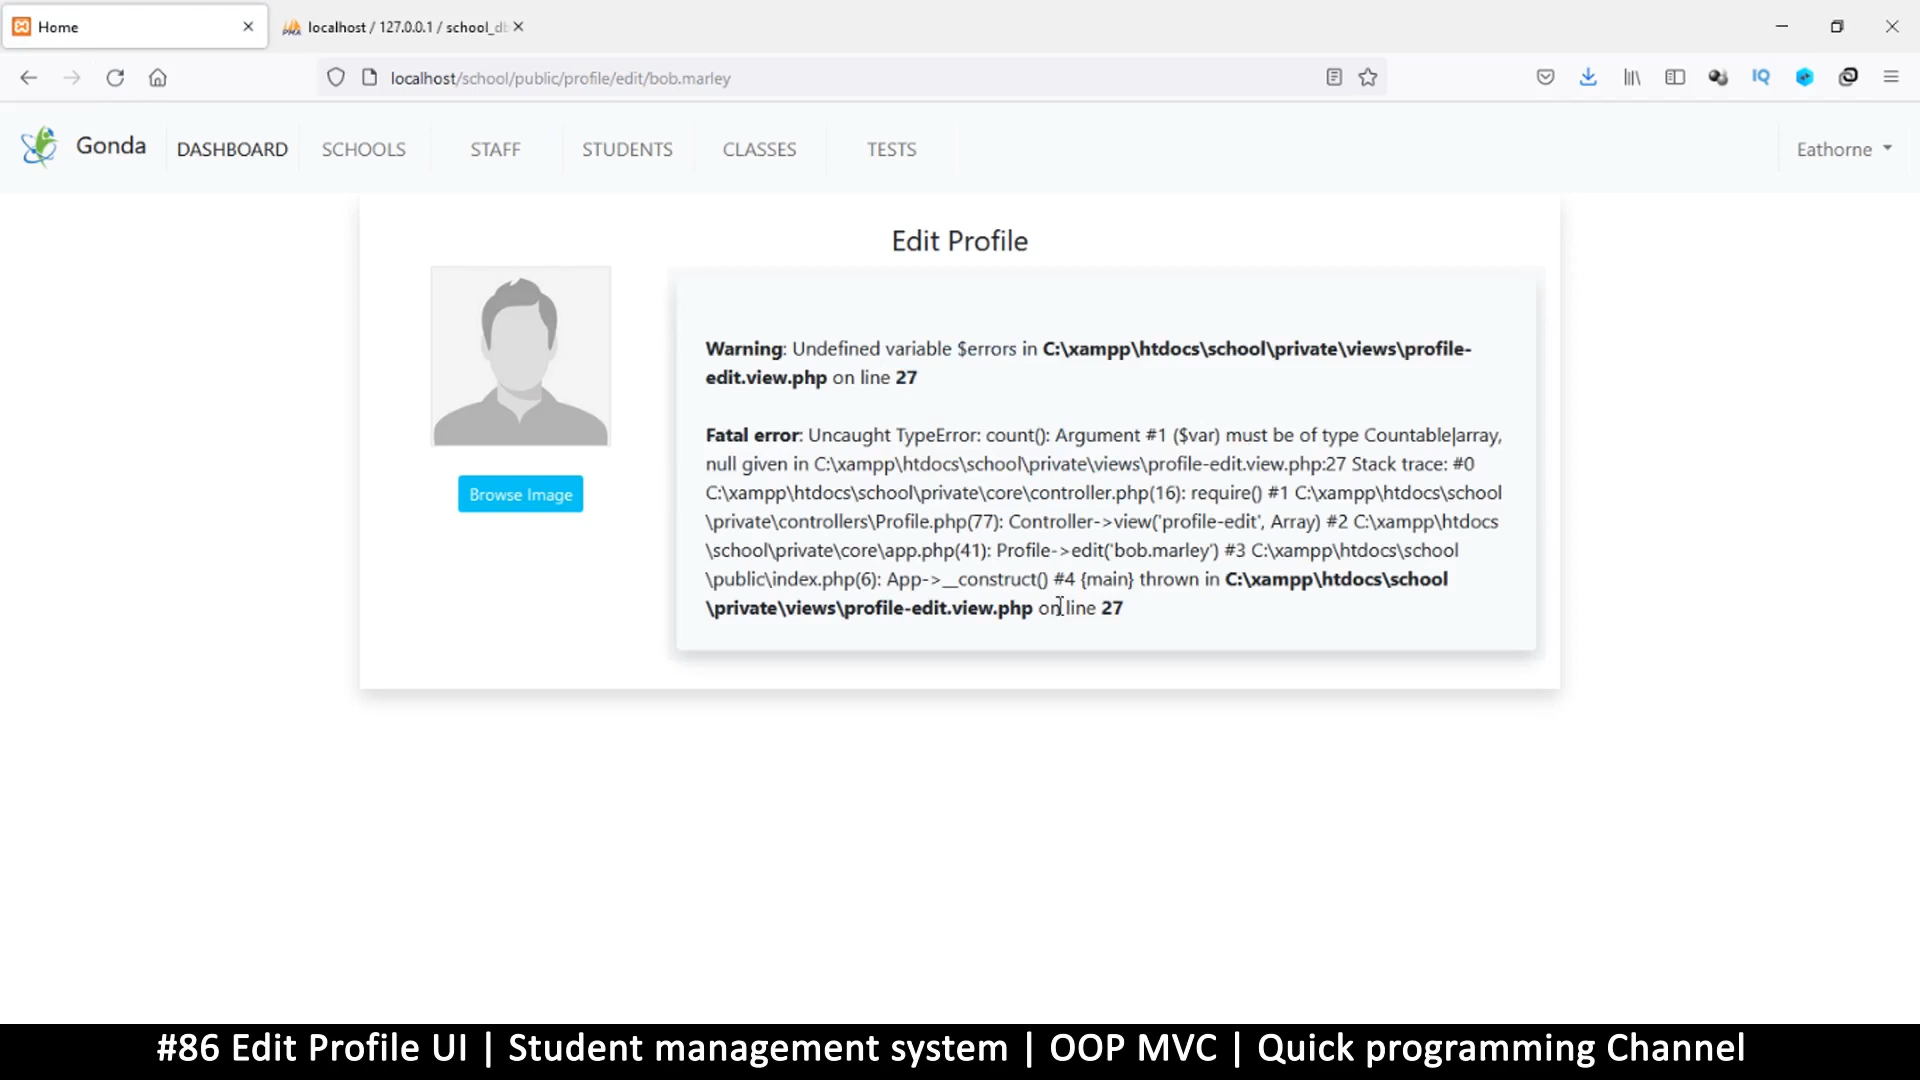 Home
localhost / 127.0.0.1 / school_db
localhost/school/public/profile/edit/bob.marley
IQ
Gonda
DASHBOARD
SCHOOLS
STAFF
STUDENTS
CLASSES
TESTS
Eathorne
Edit Profile
Browse Image
Warning: Undefined variable $errors in C:\xampp\htdocs\school\private\views\profile-
edit.view.php on line 27
Fatal error: Uncaught TypeError: count(): Argument #1 ($var) must be of type Countable|array,
null given in C:\xampp\htdocs\school\private\views\profile-edit.view.php:27 Stack trace: #0
C:\xampp\htdocs\school\private\core\controller.php(16): require() #1 C:\xampp\htdocs\school
\private\controllers\Profile.php(77): Controller->view('profile-edit', Array) #2 C:\xampp\htdocs
\school\private\core\app.php(41): Profile->edit('bob.marley') #3 C:\xampp\htdocs\school
\public\index.php(6): App->__construct() #4 {main} thrown in C:\xampp\htdocs\school
\private\views\profile-edit.view.php on line 27
#86 Edit Profile UI | Student management system | OOP MVC | Quick programming Channel